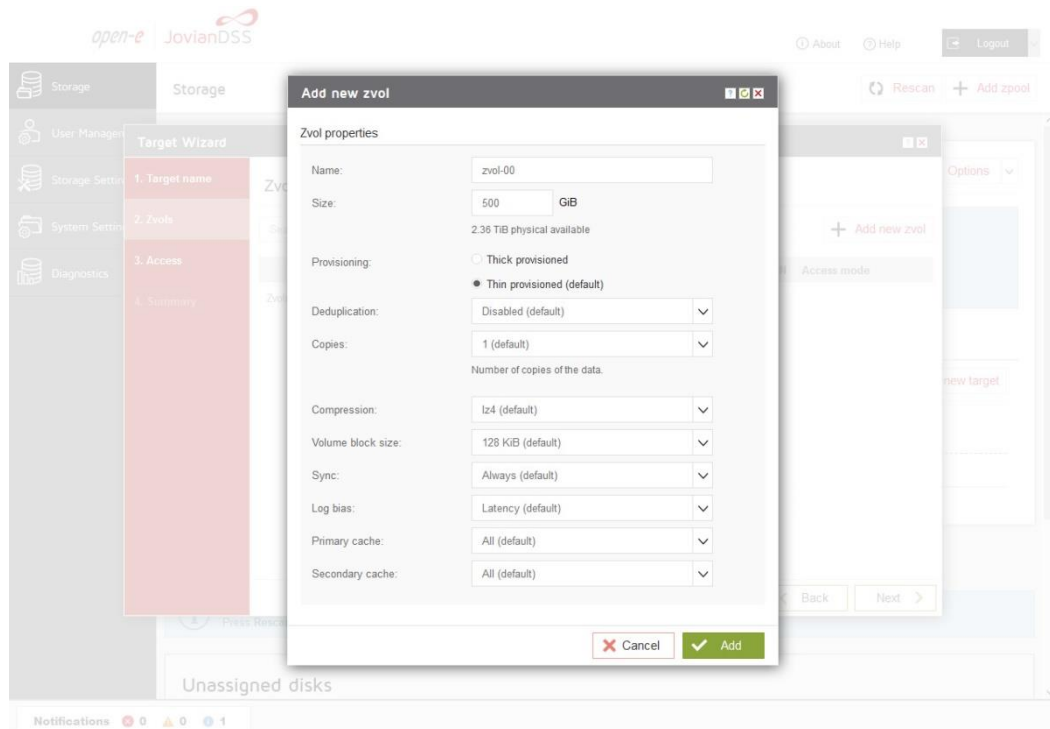 open-e JovianDSS
About Help Logout
Storage
Storage
Rescan Add zpool
User Manage
Storage Settin
System Settin
Diagnostics
Target Wizard
1. Target name
2. Zvols
3. Access
4. Summary
Options
Add new zvol
Access mode
new target
Back Next
Add new zvol
Zvol properties
Name: zvol-00
Size: 500 GiB
2.36 TiB physical available
Provisioning: Thick provisioned
Thin provisioned (default)
Deduplication: Disabled (default)
Copies: 1 (default)
Number of copies of the data.
Compression: lz4 (default)
Volume block size: 128 KiB (default)
Sync: Always (default)
Log bias: Latency (default)
Primary cache: All (default)
Secondary cache: All (default)
Cancel Add
Unassigned disks
Notifications 0 0 1